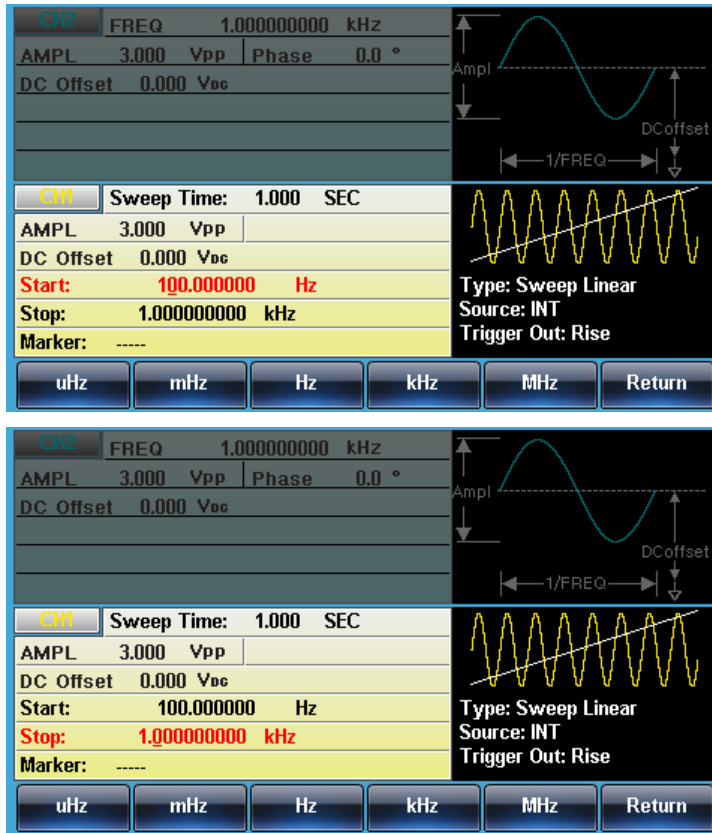 CH2 FREQ 1.000000000 kHz
AMPL 3.000 Vpp Phase 0.0 °
DC Offset 0.000 VDC
Ampl
DCoffset
1/FREQ
CH1 Sweep Time: 1.000 SEC
AMPL 3.000 Vpp
DC Offset 0.000 VDC
Start: 100.000000 Hz
Stop: 1.000000000 kHz
Marker: -----
Type: Sweep Linear
Source: INT
Trigger Out: Rise
uHz mHz Hz kHz MHz Return
CH2 FREQ 1.000000000 kHz
AMPL 3.000 Vpp Phase 0.0 °
DC Offset 0.000 VDC
Ampl
DCoffset
1/FREQ
CH1 Sweep Time: 1.000 SEC
AMPL 3.000 Vpp
DC Offset 0.000 VDC
Start: 100.000000 Hz
Stop: 1.000000000 kHz
Marker: -----
Type: Sweep Linear
Source: INT
Trigger Out: Rise
uHz mHz Hz kHz MHz Return